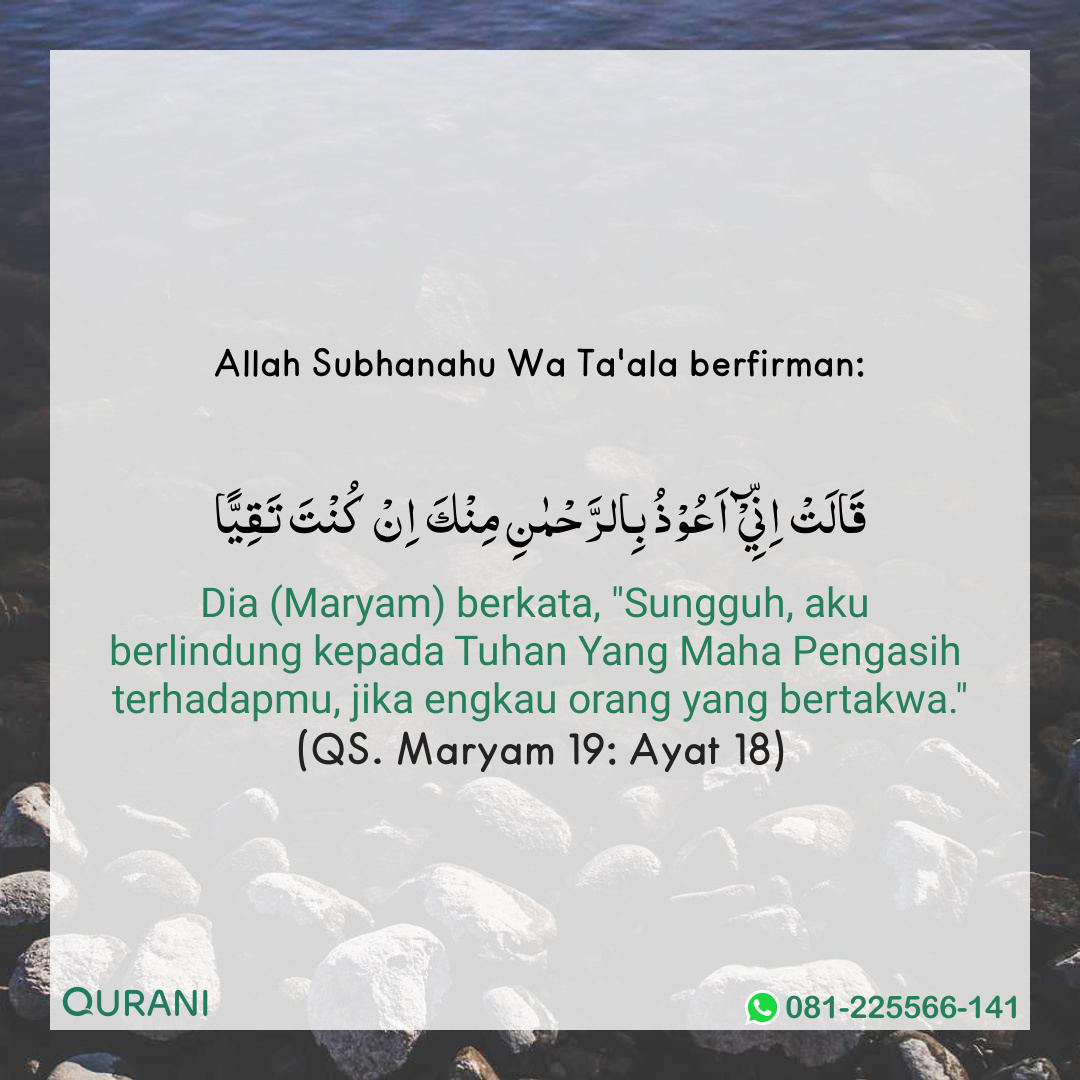 Allah Subhanahu Wa Ta'ala berfirman:
قَالَتْ اِنِّيْۤ اَعُوْذُ بِالرَّحْمٰنِ مِنْكَ اِنْ كُنْتَ تَقِيًّا
Dia (Maryam) berkata, "Sungguh, aku
berlindung kepada Tuhan Yang Maha Pengasih
terhadapmu, jika engkau orang yang bertakwa."
(QS. Maryam 19: Ayat 18)
QURANI
081-225566-141